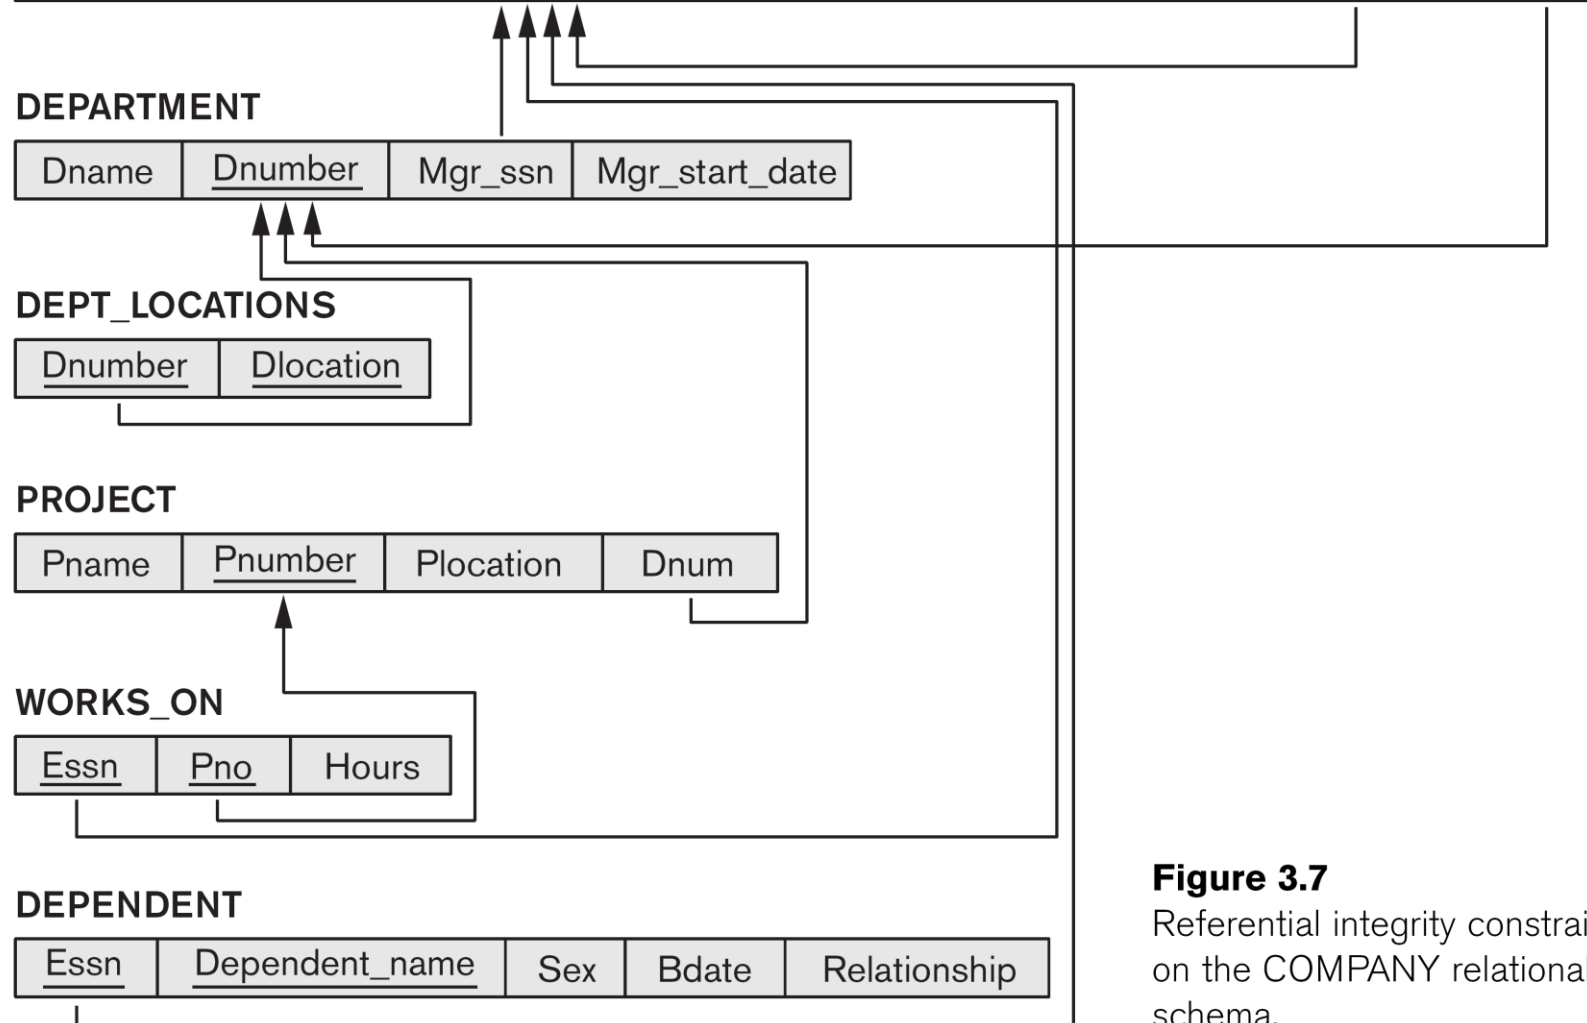 DEPARTMENT
Dname Dnumber Mgr_ssn Mgr_start_date
DEPT_LOCATIONS
Dnumber Dlocation
PROJECT
Pname Pnumber Plocation Dnum
WORKS_ON
Essn Pno Hours
DEPENDENT
Essn Dependent_name Sex Bdate Relationship
Figure 3.7
Referential integrity constrai
on the COMPANY relational
schema.